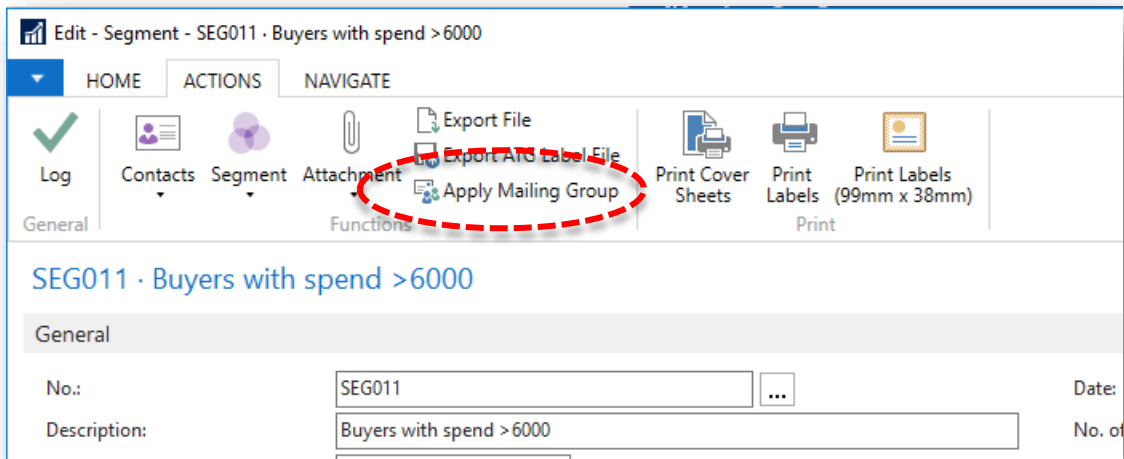 Edit - Segment - SEG011 · Buyers with spend >6000
HOME ACTIONS NAVIGATE
Log
Contacts
Segment
Attachment
Export File
Export ATG Label File
Apply Mailing Group
Print Cover
Sheets
Print
Labels
Print Labels
(99mm x 38mm)
General
Functions
Print
SEG011 · Buyers with spend >6000
General
No.: SEG011 ... Date:
Description: Buyers with spend >6000 No. of